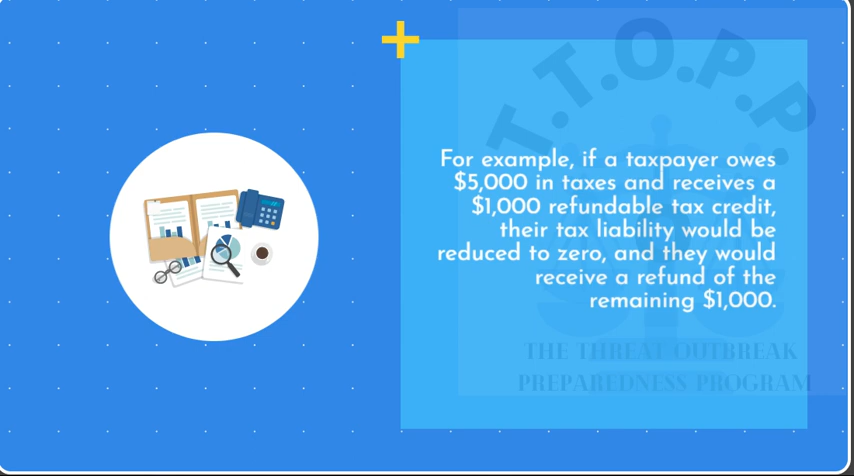 T.T.O.P.P.
For example, if a taxpayer owes
$5,000 in taxes and receives a
$1,000 refundable tax credit,
their tax liability would be
reduced to zero, and they would
receive a refund of the
remaining $1,000.
THE THREAT OUTBREAK
PREPAREDNESS PROGRAM